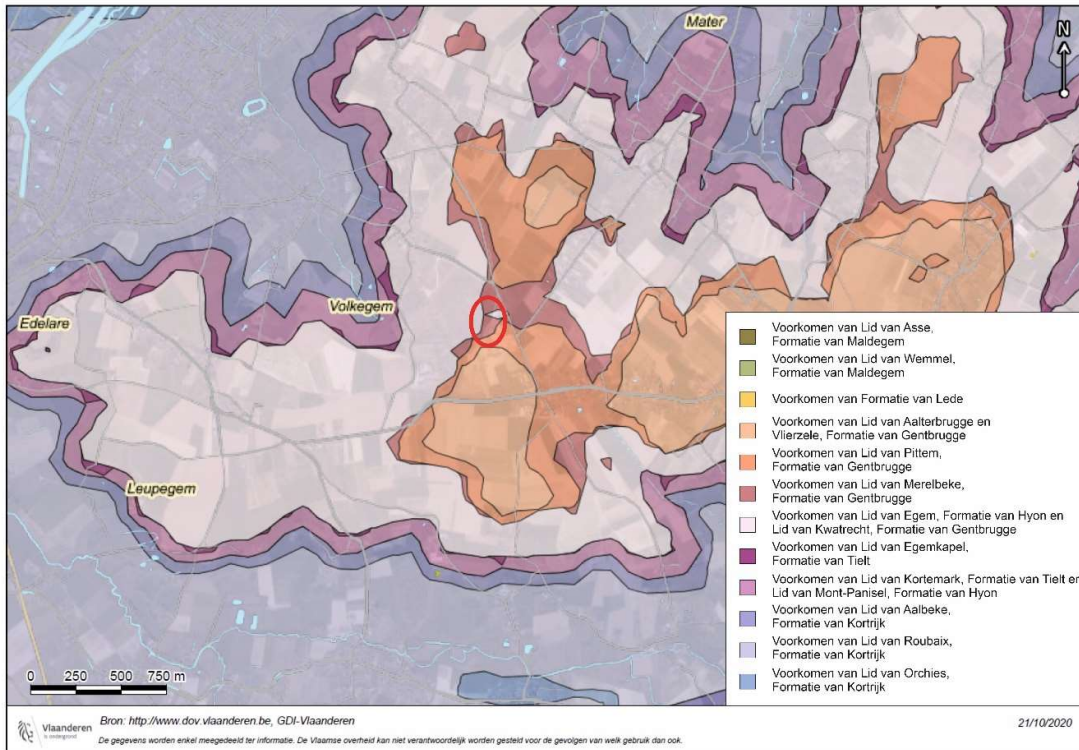 Mater
N
Volkegem
Edelare
Leupegem
Voorkomen van Lid van Asse,
Formatie van Maldegem
Voorkomen van Lid van Wemmel,
Formatie van Maldegem
Voorkomen van Formatie van Lede
Voorkomen van Lid van Aalterbrugge en
Vlierzele, Formatie van Gentbrugge
Voorkomen van Lid van Pittem,
Formatie van Gentbrugge
Voorkomen van Lid van Merelbeke,
Formatie van Gentbrugge
Voorkomen van Lid van Egem, Formatie van Hyon en
Lid van Kwatrecht, Formatie van Gentbrugge
Voorkomen van Lid van Egemkapel,
Formatie van Tielt
Voorkomen van Lid van Kortemark, Formatie van Tielt en
Lid van Mont-Panisel, Formatie van Hyon
Voorkomen van Lid van Aalbeke,
Formatie van Kortrijk
Voorkomen van Lid van Roubaix,
Formatie van Kortrijk
Voorkomen van Lid van Orchies,
Formatie van Kortrijk
0 250 500 750 m
Vlaanderen
is ondergrond
Bron: http://www.dov.vlaanderen.be, GDI-Vlaanderen
21/10/2020
De gegevens worden enkel meegedeeld ter informatie. De Vlaamse overheid kan niet verantwoordelijk worden gesteld voor de gevolgen van welk gebruik dan ook.